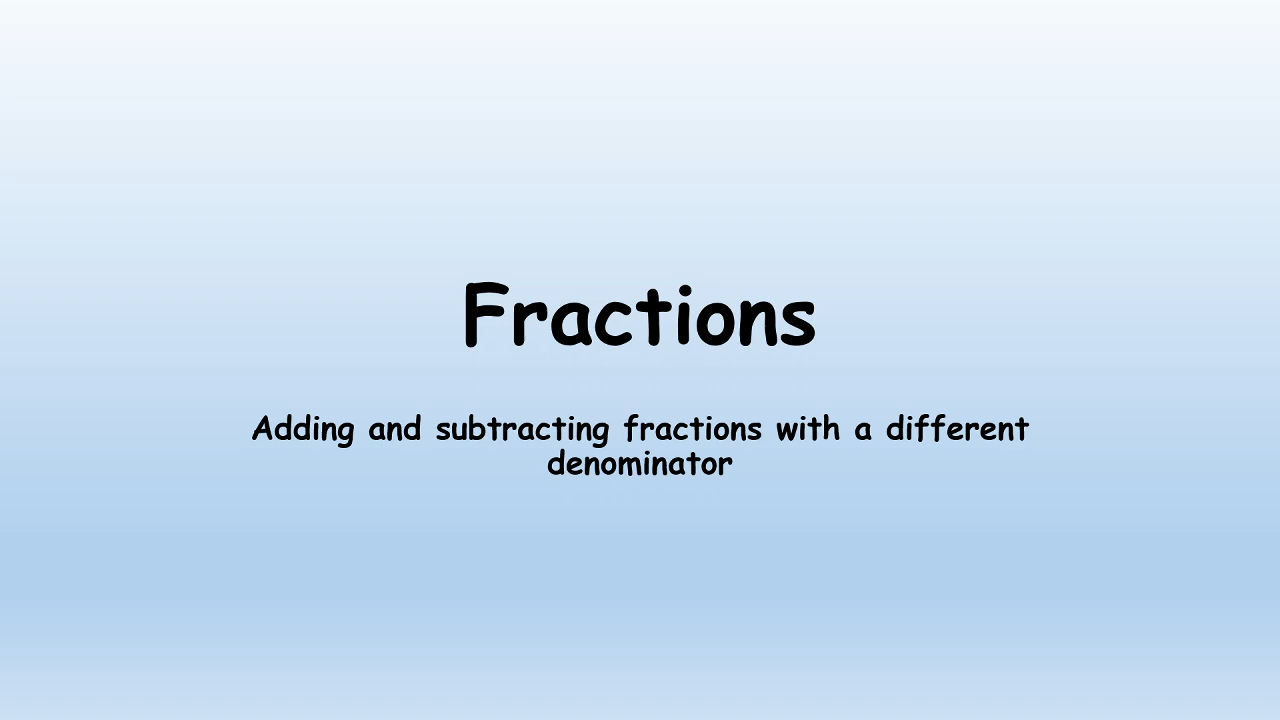 Fractions
Adding and subtracting fractions with a different
denominator